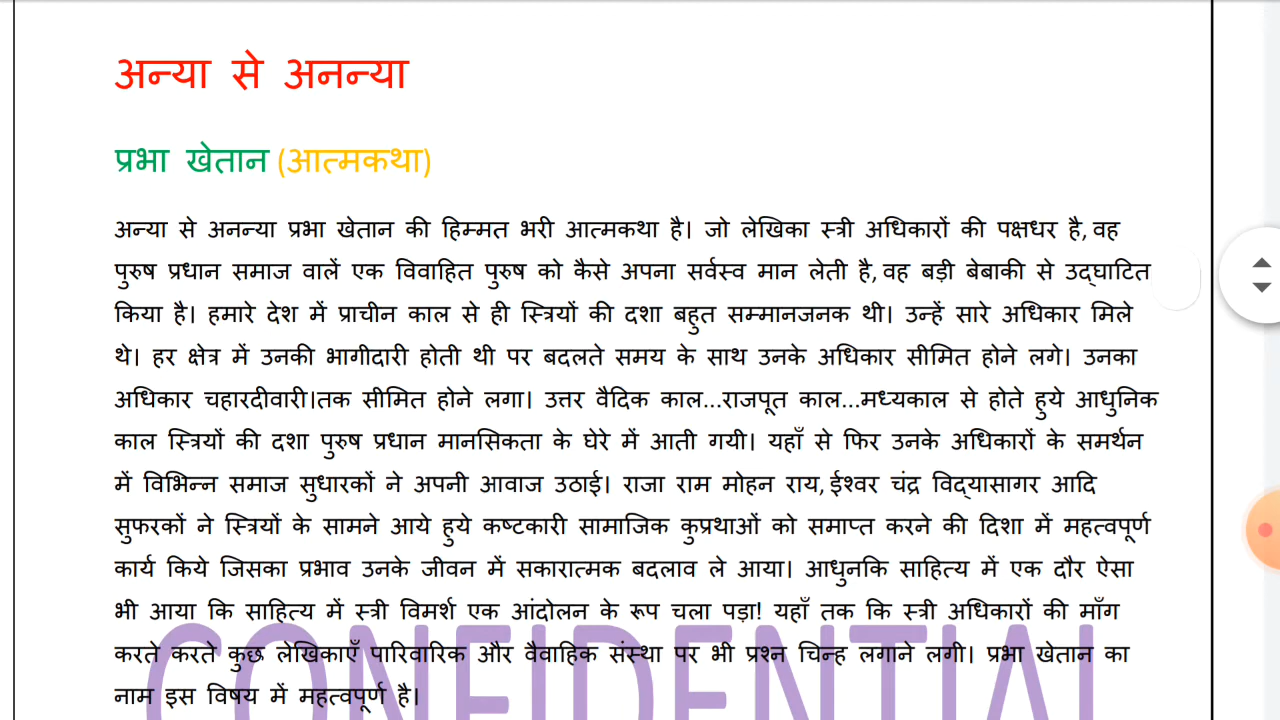 अन्या से अनन्या
प्रभा खेतान (आत्मकथा)
अन्या से अनन्या प्रभा खेतान की हिम्मत भरी आत्मकथा है। जो लेखिका स्त्री अधिकारों की पक्षधर है, वह
पुरुष प्रधान समाज वालें एक विवाहित पुरुष को कैसे अपना सर्वस्व मान लेती है, वह बड़ी बेबाकी से उद्घाटित
किया है। हमारे देश में प्राचीन काल से ही स्त्रियों की दशा बहुत सम्मानजनक थी। उन्हें सारे अधिकार मिले
थे। हर क्षेत्र में उनकी भागीदारी होती थी पर बदलते समय के साथ उनके अधिकार सीमित होने लगे। उनका
अधिकार चहारदीवारी।तक सीमित होने लगा। उत्तर वैदिक काल...राजपूत काल...मध्यकाल से होते हुये आधुनिक
काल स्त्रियों की दशा पुरुष प्रधान मानसिकता के घेरे में आती गयी। यहाँ से फिर उनके अधिकारों के समर्थन
में विभिन्न समाज सुधारकों ने अपनी आवाज उठाई। राजा राम मोहन राय, ईश्वर चंद्र विद्यासागर आदि
सुफरकों ने स्त्रियों के सामने आये हुये कष्टकारी सामाजिक कुप्रथाओं को समाप्त करने की दिशा में महत्वपूर्ण
कार्य किये जिसका प्रभाव उनके जीवन में सकारात्मक बदलाव ले आया। आधुनकि साहित्य में एक दौर ऐसा
भी आया कि साहित्य में स्त्री विमर्श एक आंदोलन के रूप चला पड़ा! यहाँ तक कि स्त्री अधिकारों की माँग
करते करते कुछ लेखिकाएँ पारिवारिक और वैवाहिक संस्था पर भी प्रश्न चिन्ह लगाने लगी। प्रभा खेतान का
नाम इस विषय में महत्वपूर्ण है।
CONFIDENTIAL